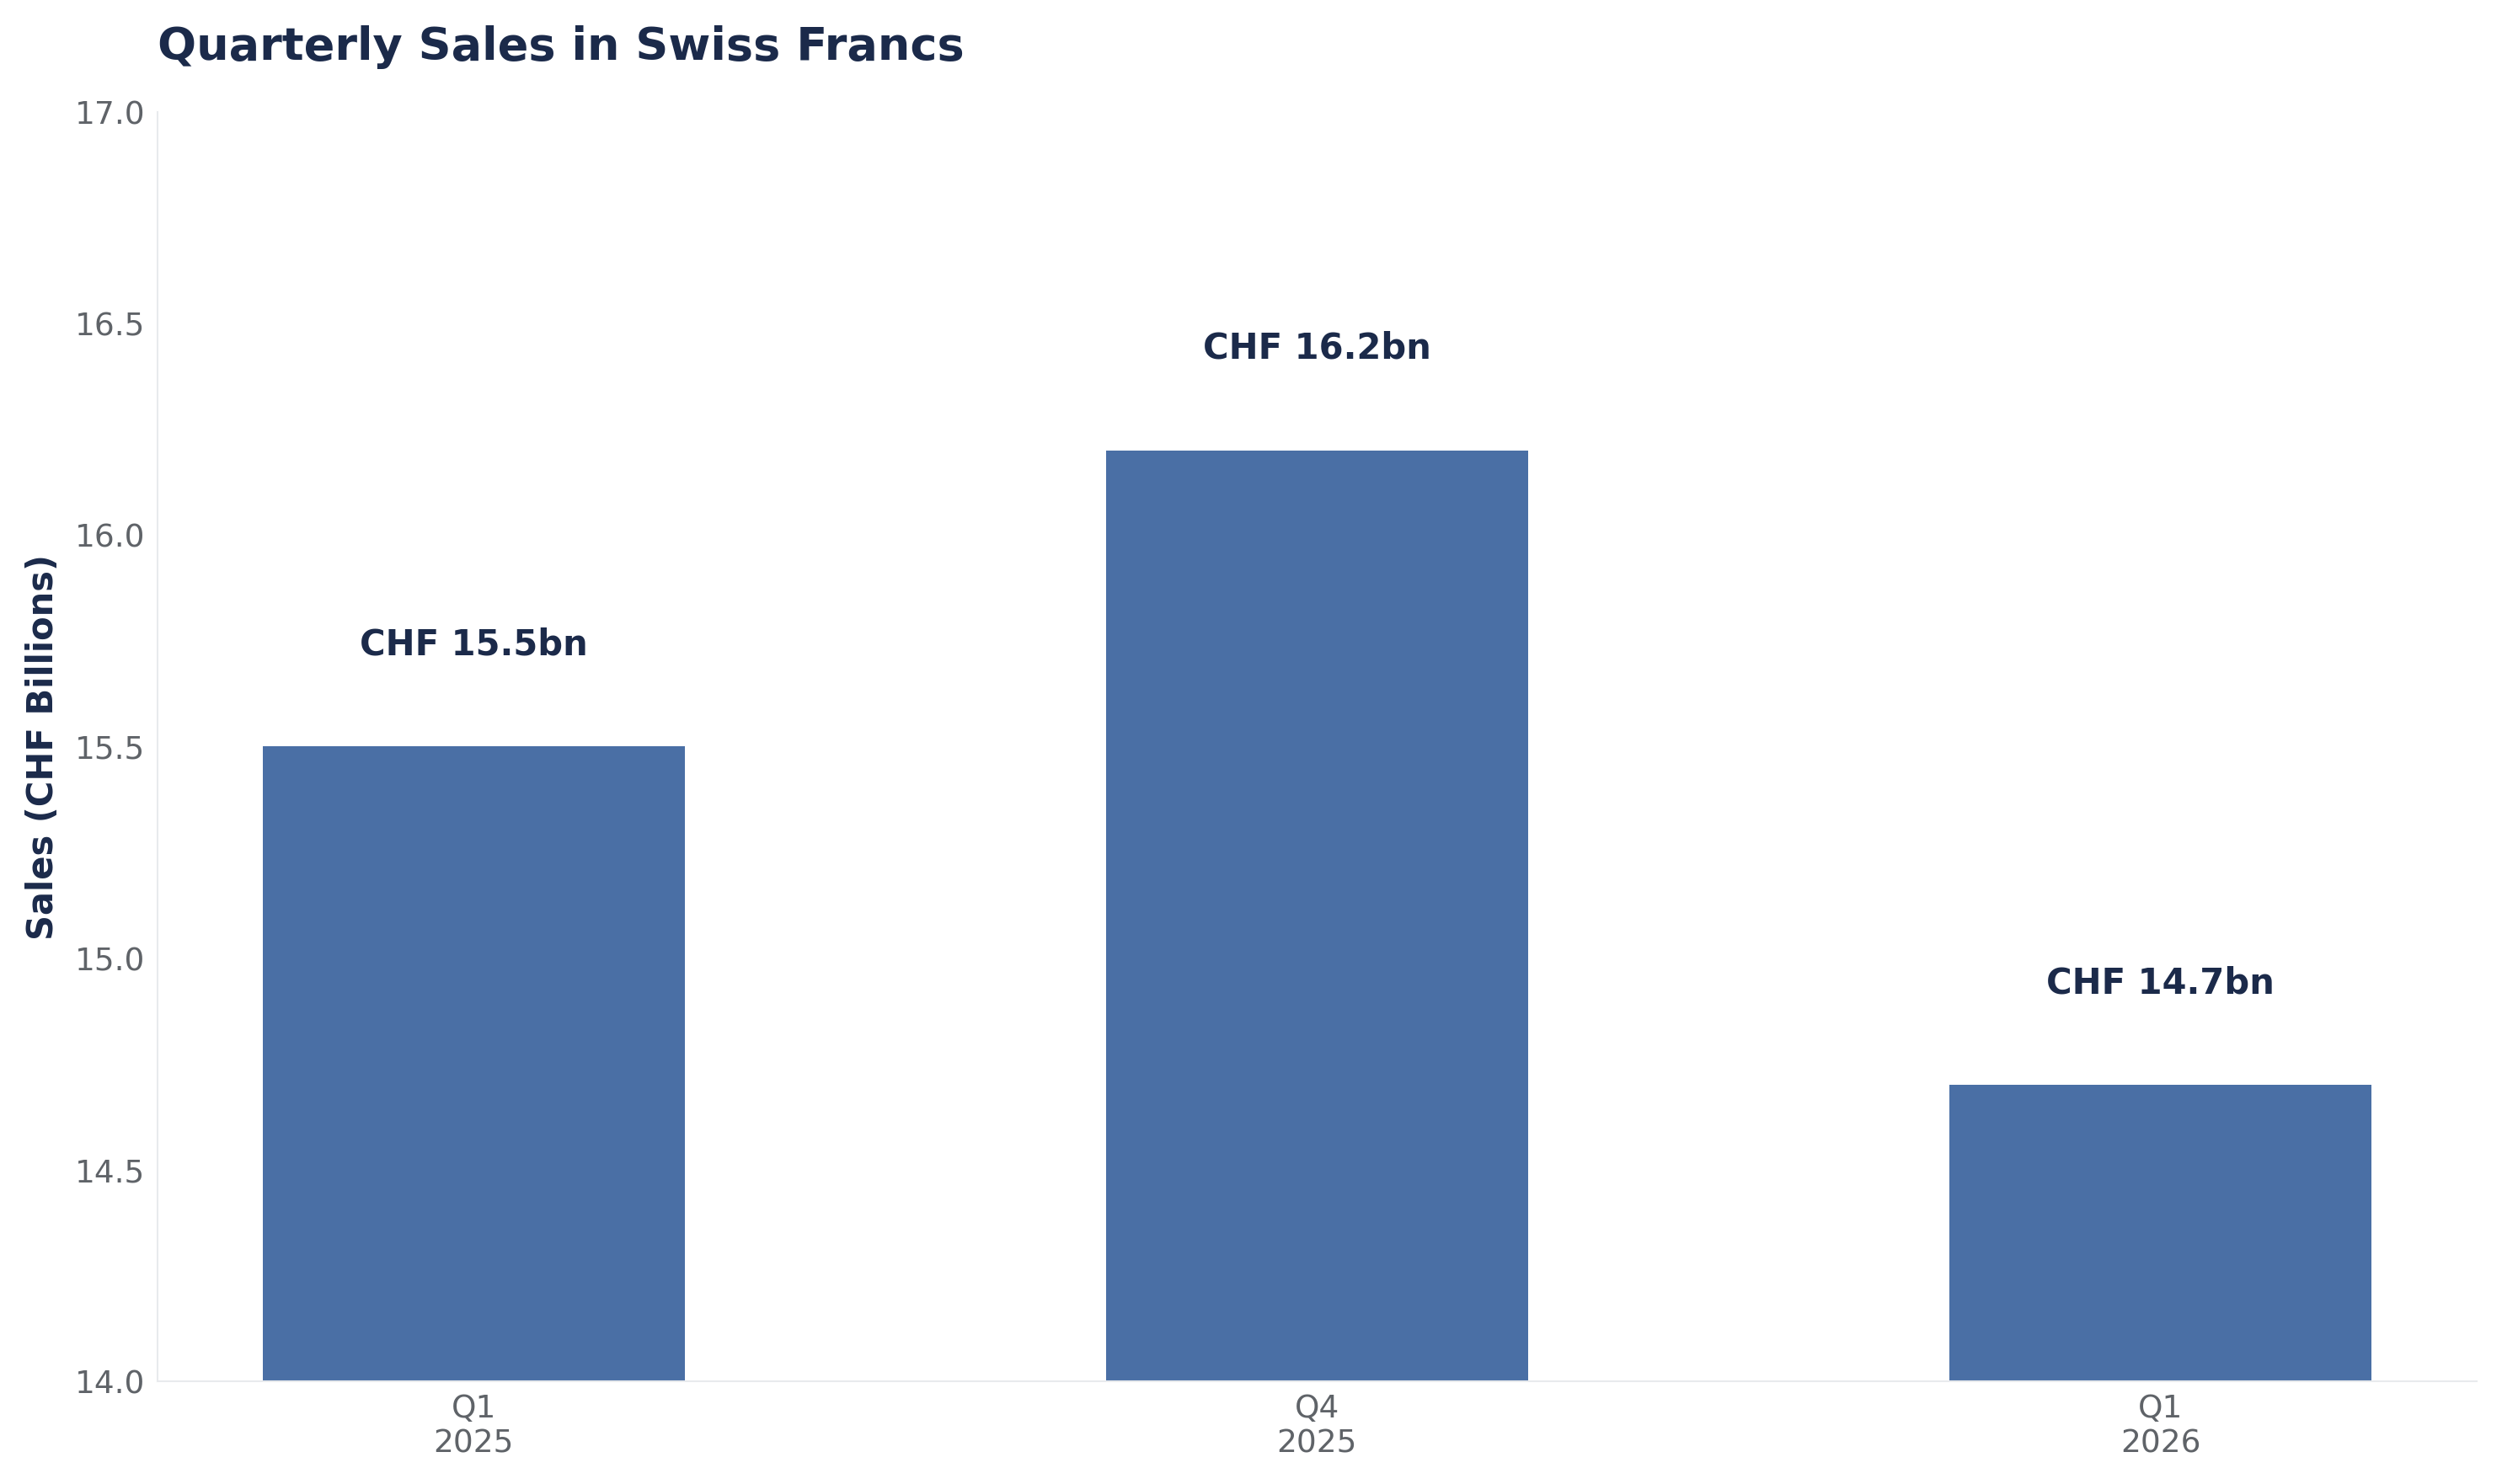 Quarterly Sales in Swiss Francs
Sales (CHF Billions)
17.0
16.5
16.0
15.5
15.0
14.5
14.0
CHF 15.5bn
CHF 16.2bn
CHF 14.7bn
Q1
2025
Q4
2025
Q1
2026